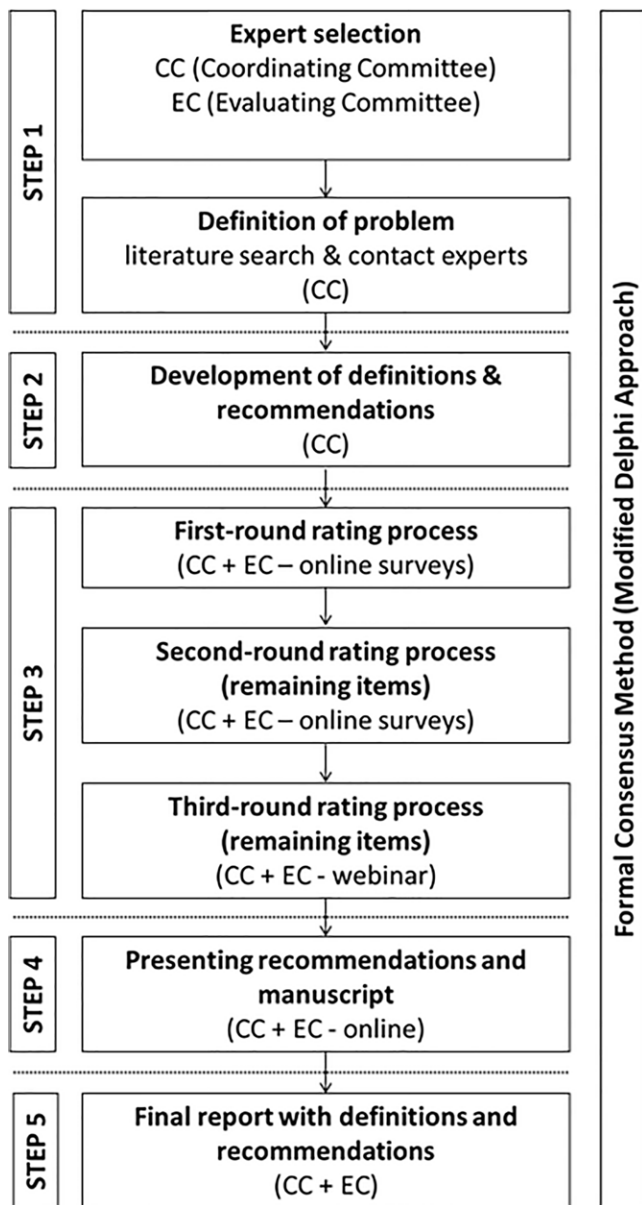 STEP 1
Expert selection
CC (Coordinating Committee)
EC (Evaluating Committee)
Definition of problem
literature search & contact experts
(CC)
STEP 2
Development of definitions &
recommendations
(CC)
STEP 3
First-round rating process
(CC + EC – online surveys)
Second-round rating process
(remaining items)
(CC + EC – online surveys)
Third-round rating process
(remaining items)
(CC + EC - webinar)
STEP 4
Presenting recommendations and
manuscript
(CC + EC - online)
STEP 5
Final report with definitions and
recommendations
(CC + EC)
Formal Consensus Method (Modified Delphi Approach)